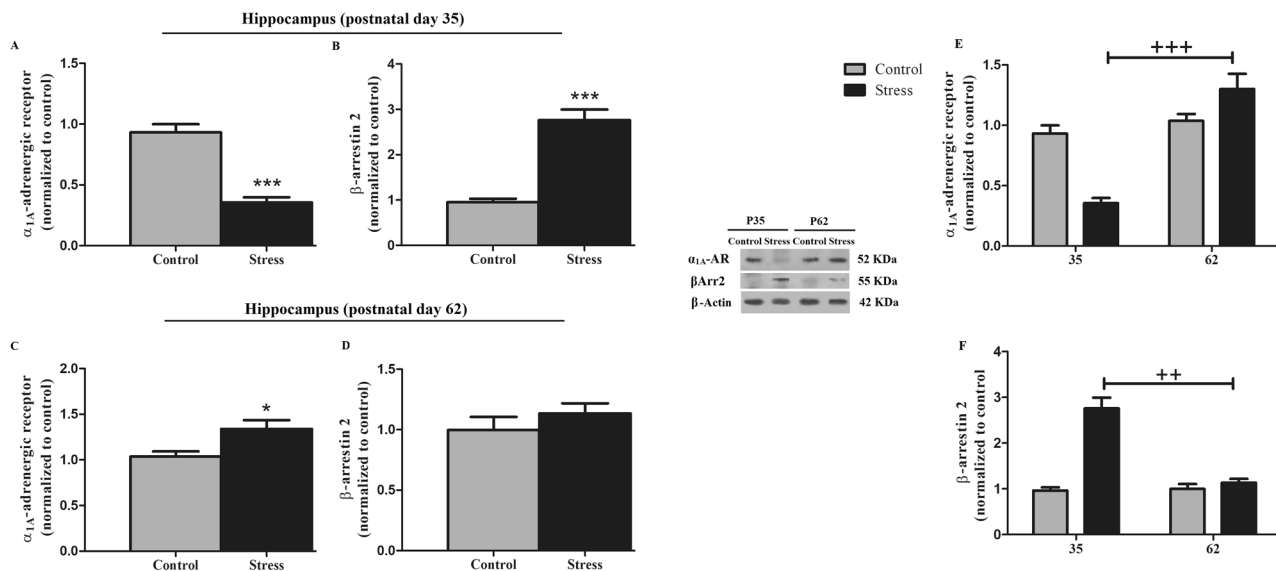 Hippocampus (postnatal day 35)
A
α1A-adrenergic receptor
(normalized to control)
1.5
1.0
0.5
0.0
***
Control
Stress
B
β-arrestin 2
(normalized to control)
4
3
2
1
0
***
Control
Stress
Hippocampus (postnatal day 62)
C
α1A-adrenergic receptor
(normalized to control)
2.0
1.5
1.0
0.5
0.0
*
Control
Stress
D
β-arrestin 2
(normalized to control)
1.5
1.0
0.5
0.0
Control
Stress
P35 P62
Control Stress Control Stress
α1A-AR 52 KDa
βArr2 55 KDa
β-Actin 42 KDa
Control
Stress
E
α1A-adrenergic receptor
(normalized to control)
1.5
1.0
0.5
0.0
+++
35
62
F
β-arrestin 2
(normalized to control)
4
3
2
1
0
++
35
62